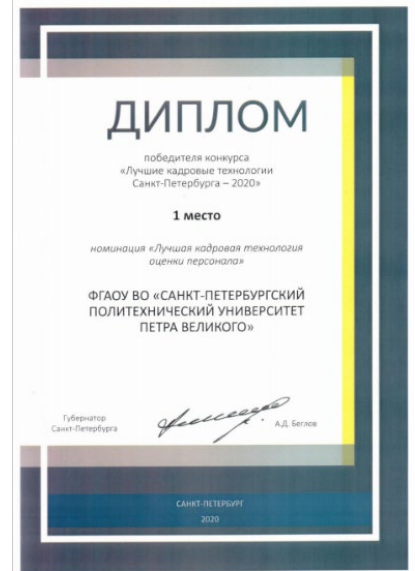 ДИПЛОМ
победителя конкурса
«Лучшие кадровые технологии
Санкт-Петербурга – 2020»
1 место
номинация «Лучшая кадровая технология
оценки персонала»
ФГАОУ ВО «САНКТ-ПЕТЕРБУРГСКИЙ
ПОЛИТЕХНИЧЕСКИЙ УНИВЕРСИТЕТ
ПЕТРА ВЕЛИКОГО»
Губернатор
Санкт-Петербурга
А.Д. Беглов
САНКТ-ПЕТЕРБУРГ
2020